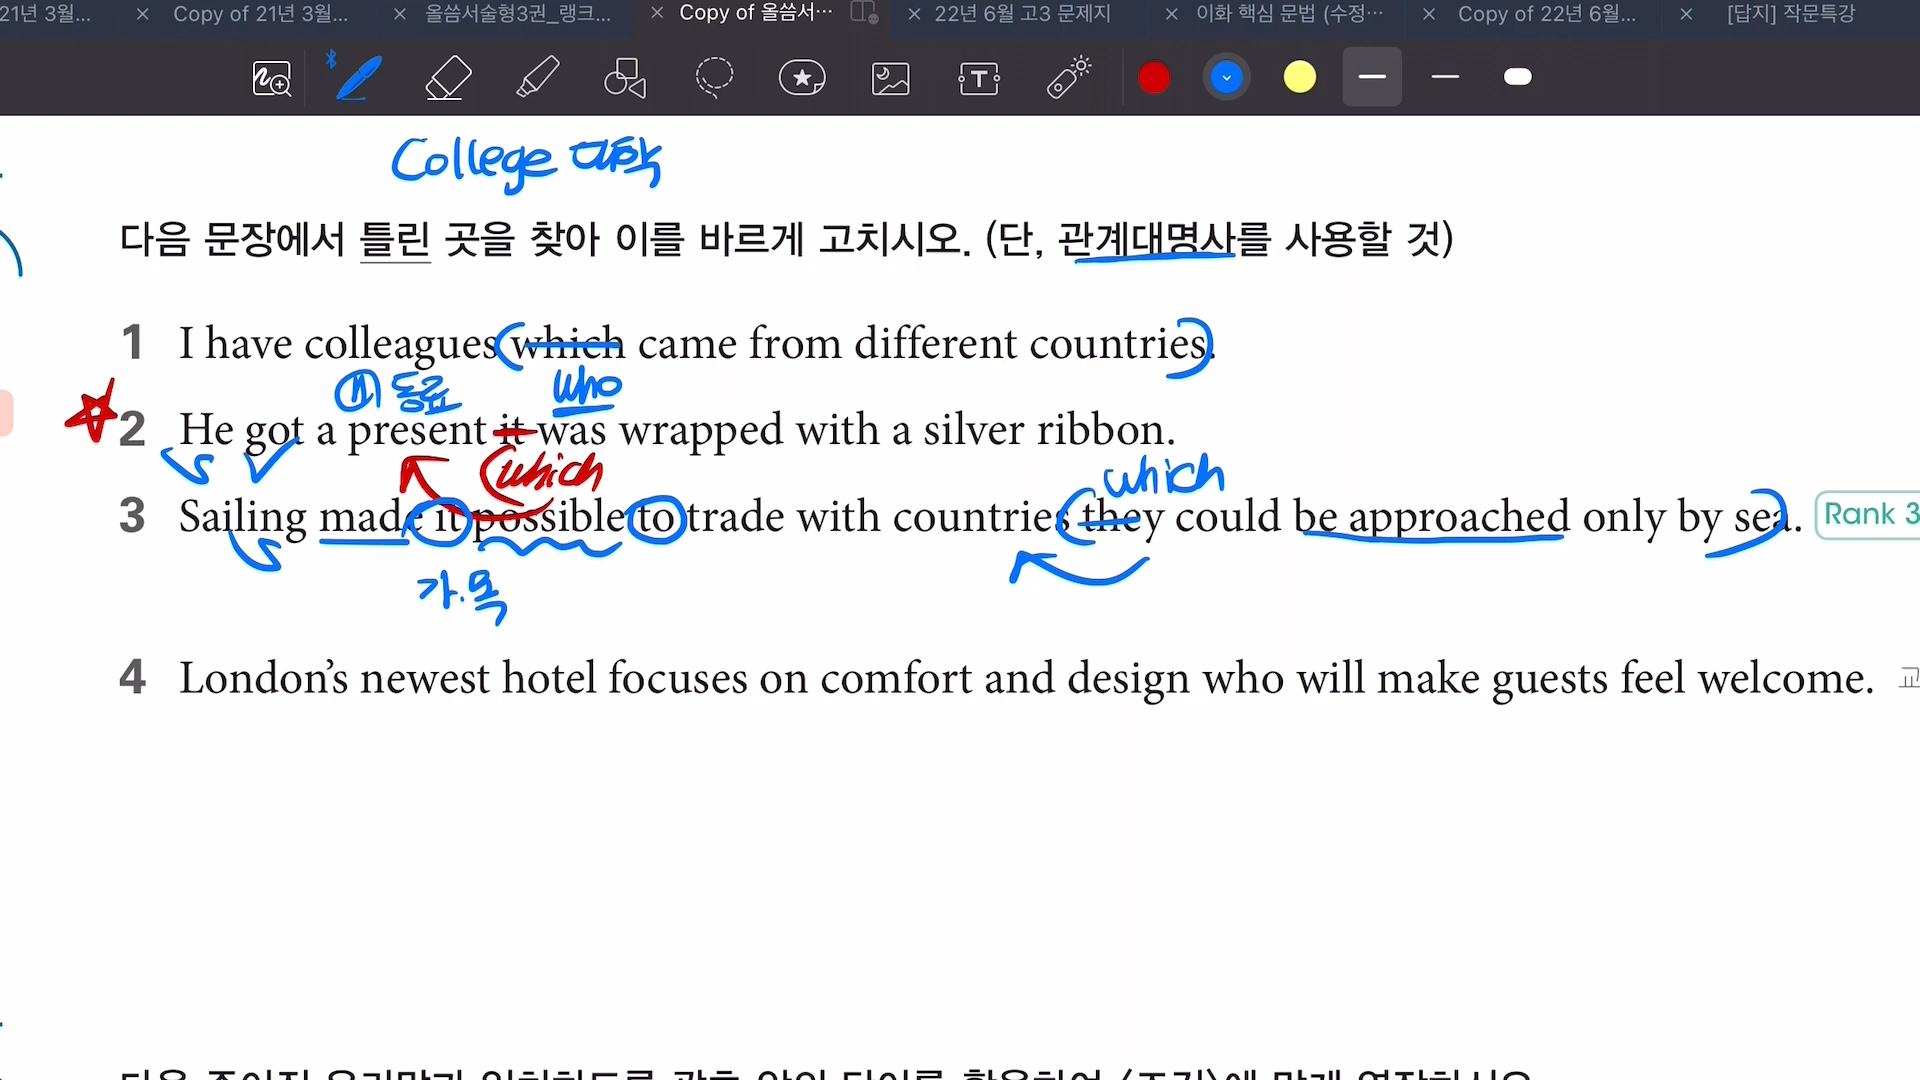 21년 3월... × Copy of 21년 3월... × 올씀서술형3권_랭크... × Copy of 올씀서... × 22년 6월 고3 문제지 × 이화 핵심 문법 (수정... × Copy of 22년 6월... × [답지] 작문특강
College 대학
다음 문장에서 틀린 곳을 찾아 이를 바르게 고치시오. (단, 관계대명사를 사용할 것)
1 I have colleagues (which came from different countries).
명 동료 who
2 He got a present it was wrapped with a silver ribbon.
(which
which
3 Sailing made it possible to trade with countries (they could be approached only by sea). Rank 3
가.목
4 London's newest hotel focuses on comfort and design who will make guests feel welcome. 교